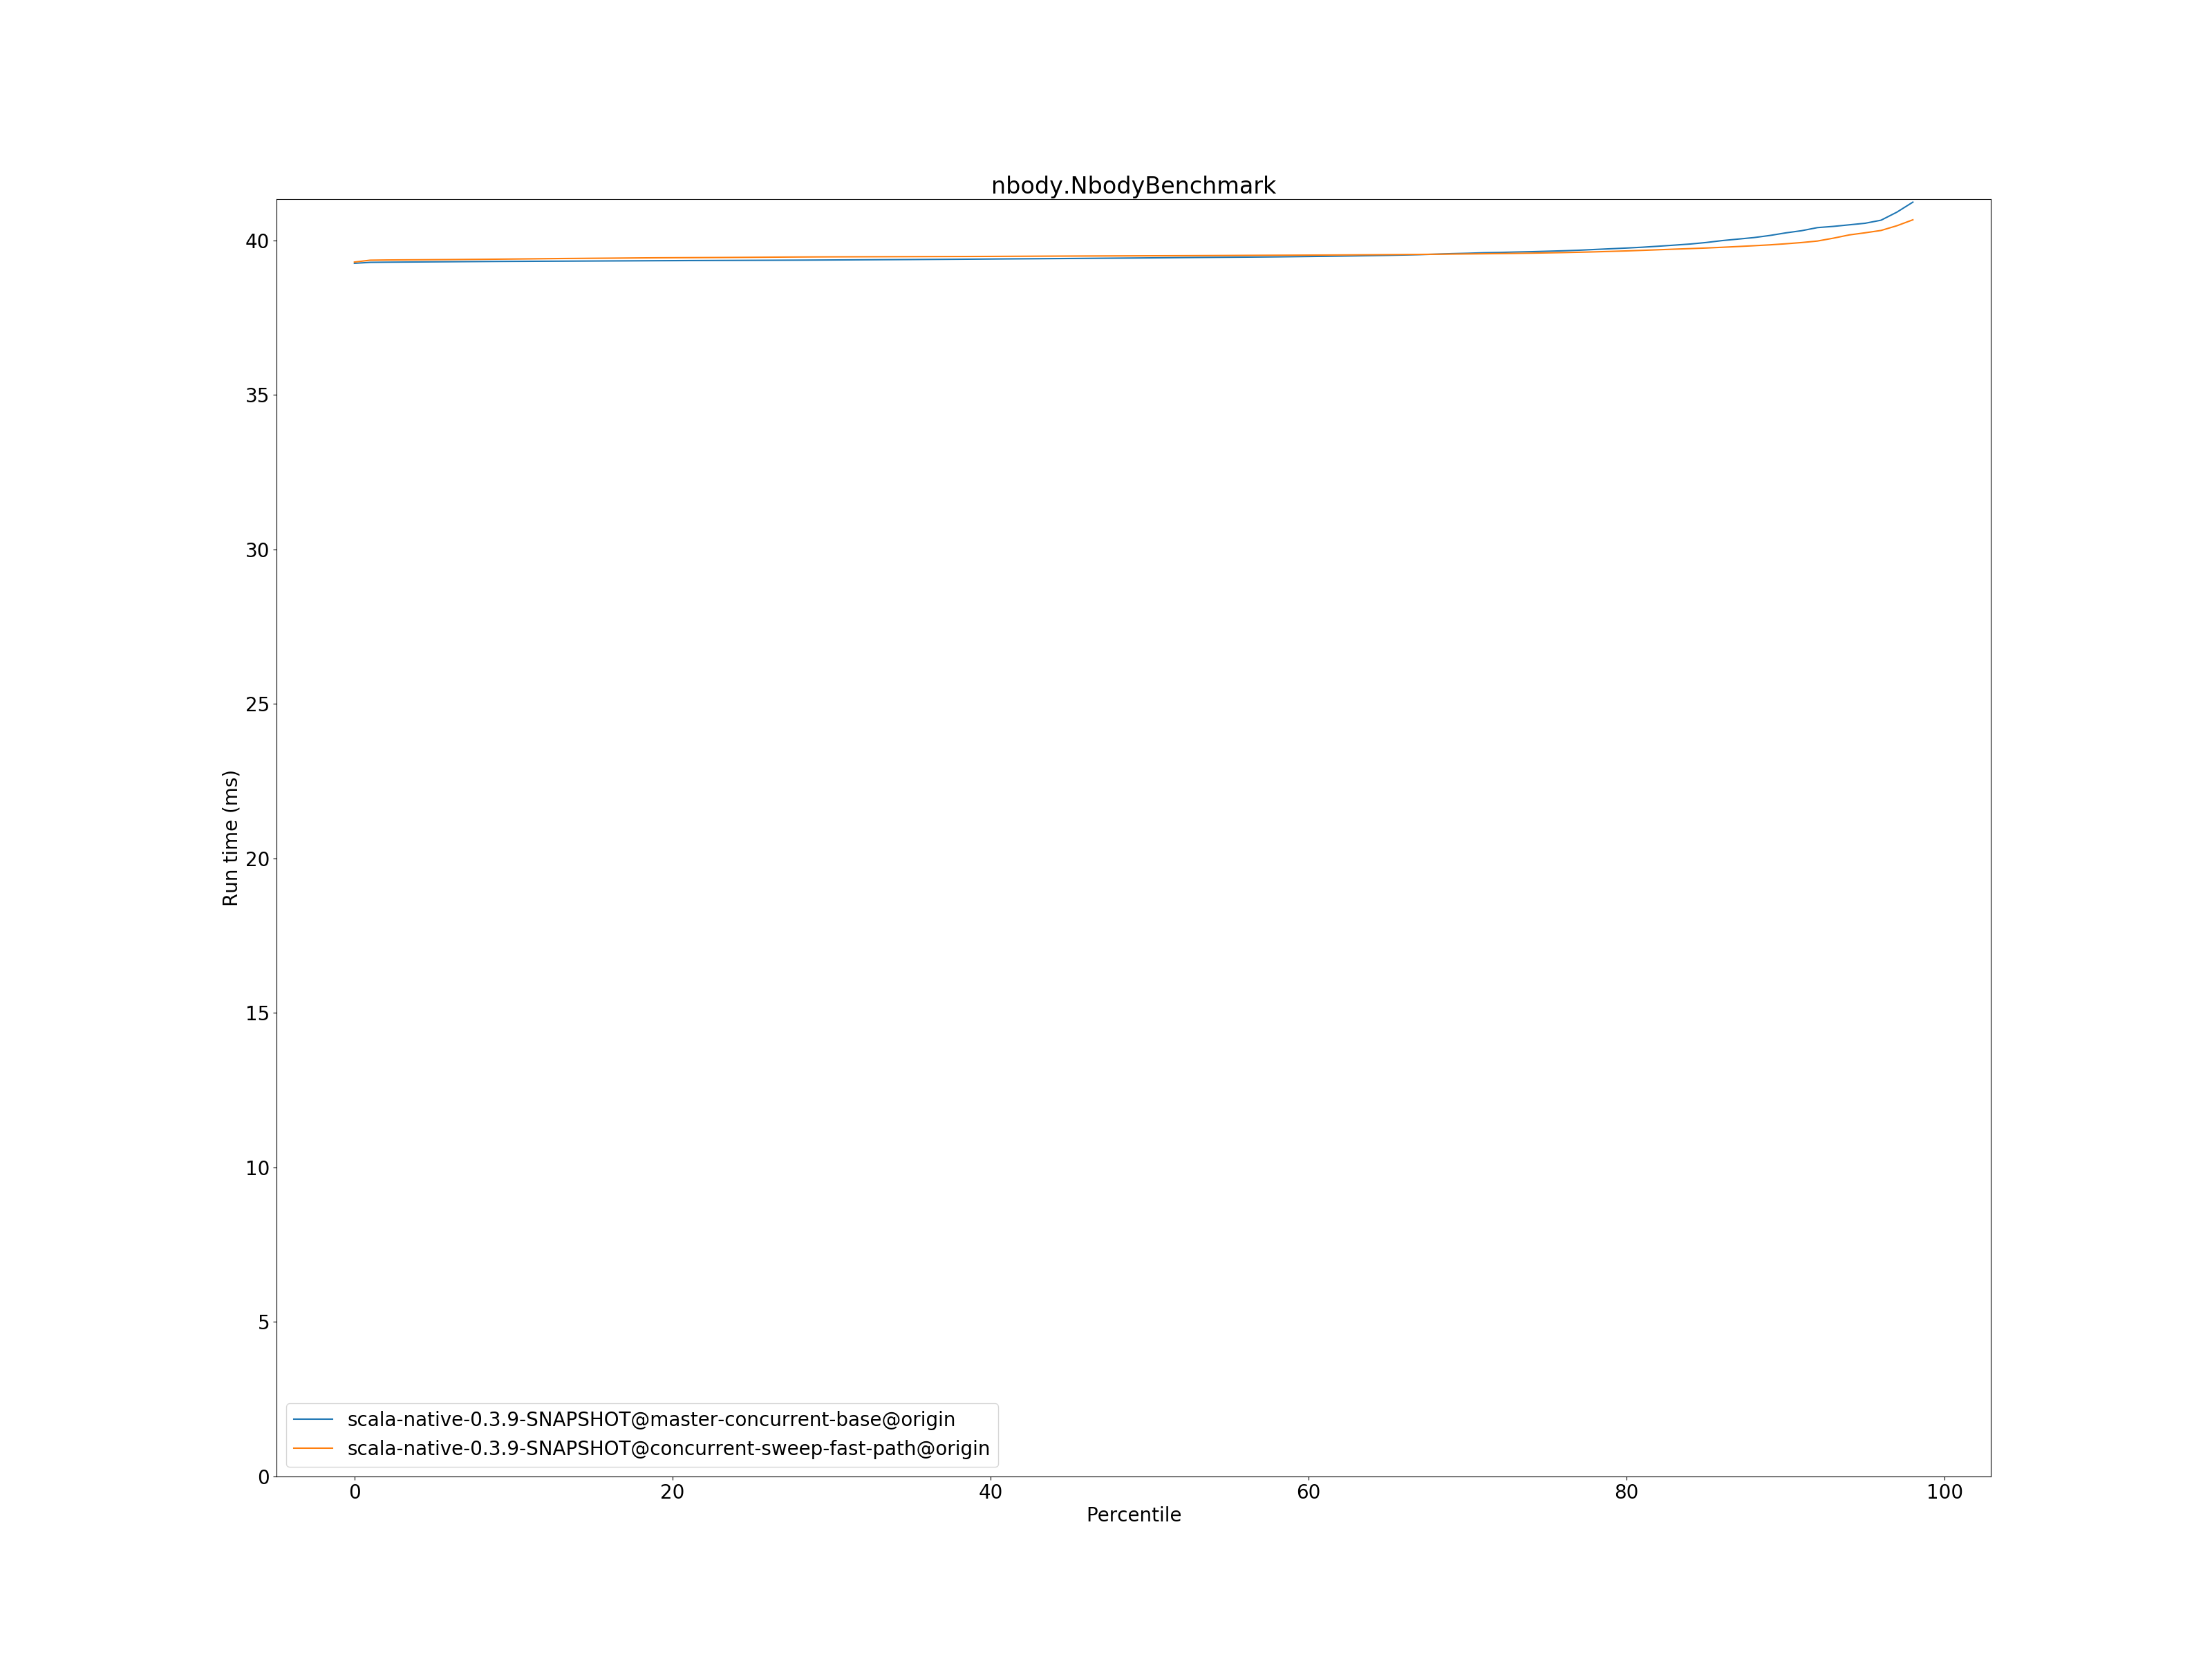 nbody.NbodyBenchmark
40
35
30
25
20
15
10
5
0
Run time (ms)
scala-native-0.3.9-SNAPSHOT@master-concurrent-base@origin
scala-native-0.3.9-SNAPSHOT@concurrent-sweep-fast-path@origin
0 20 40 60 80 100
Percentile